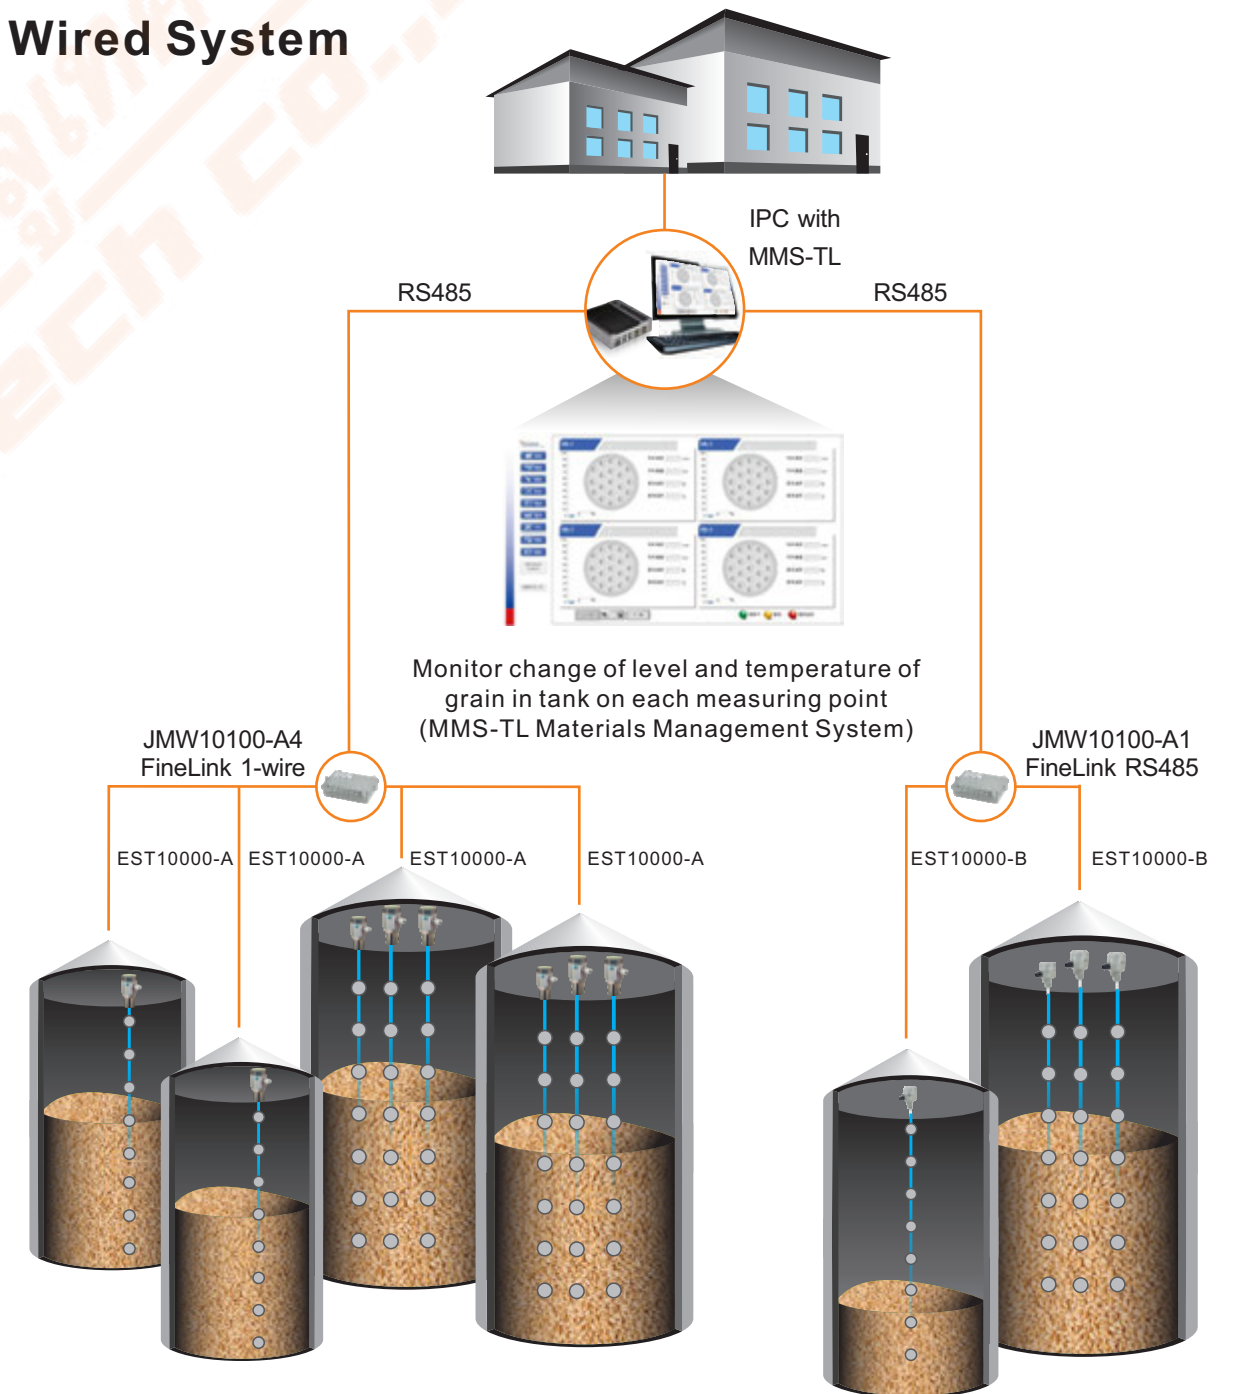 Wired System
IPC with
MMS-TL
RS485
RS485
Monitor change of level and temperature of
grain in tank on each measuring point
(MMS-TL Materials Management System)
JMW10100-A4
FineLink 1-wire
JMW10100-A1
FineLink RS485
EST10000-A
EST10000-A
EST10000-A
EST10000-A
EST10000-B
EST10000-B